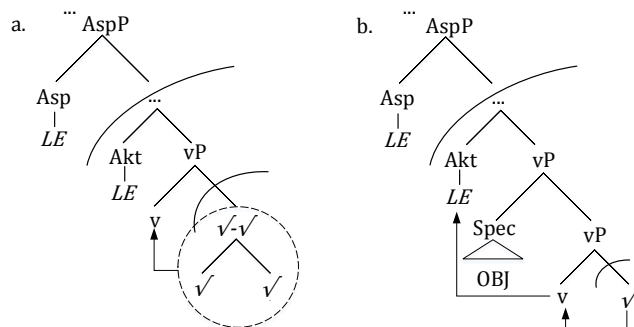 a.
... AspP
Asp ...
LE
Akt vP
LE
v √-√
√ √
b.
... AspP
Asp ...
LE
Akt vP
LE
Spec vP
OBJ
v √